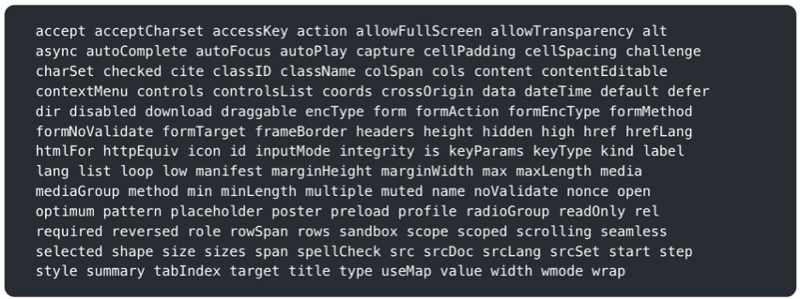 accept acceptCharset accessKey action allowFullScreen allowTransparency alt
async autoComplete autoFocus autoPlay capture cellPadding cellSpacing challenge
charSet checked cite classID className colSpan cols content contentEditable
contextMenu controls controlsList coords crossOrigin data dateTime default defer
dir disabled download draggable encType form formAction formEncType formMethod
formNoValidate formTarget frameBorder headers height hidden high href hrefLang
htmlFor httpEquiv icon id inputMode integrity is keyParams keyType kind label
lang list loop low manifest marginHeight marginWidth max maxLength media
mediaGroup method min minLength multiple muted name noValidate nonce open
optimum pattern placeholder poster preload profile radioGroup readOnly rel
required reversed role rowSpan rows sandbox scope scoped scrolling seamless
selected shape size sizes span spellCheck src srcDoc srcLang srcSet start step
style summary tabIndex target title type useMap value width wmode wrap